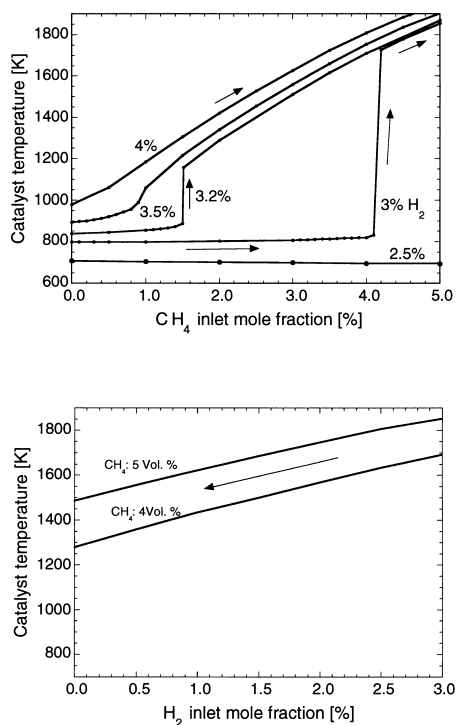 1800
1600
1400
1200
1000
800
600
Catalyst temperature [K]
4%
3.5%
3.2%
3% H2
2.5%
0.0 1.0 2.0 3.0 4.0 5.0
CH4 inlet mole fraction [%]
1800
1600
1400
1200
1000
800
Catalyst temperature [K]
CH4: 5 Vol. %
CH4: 4Vol. %
0.0 0.5 1.0 1.5 2.0 2.5 3.0
H2 inlet mole fraction [%]